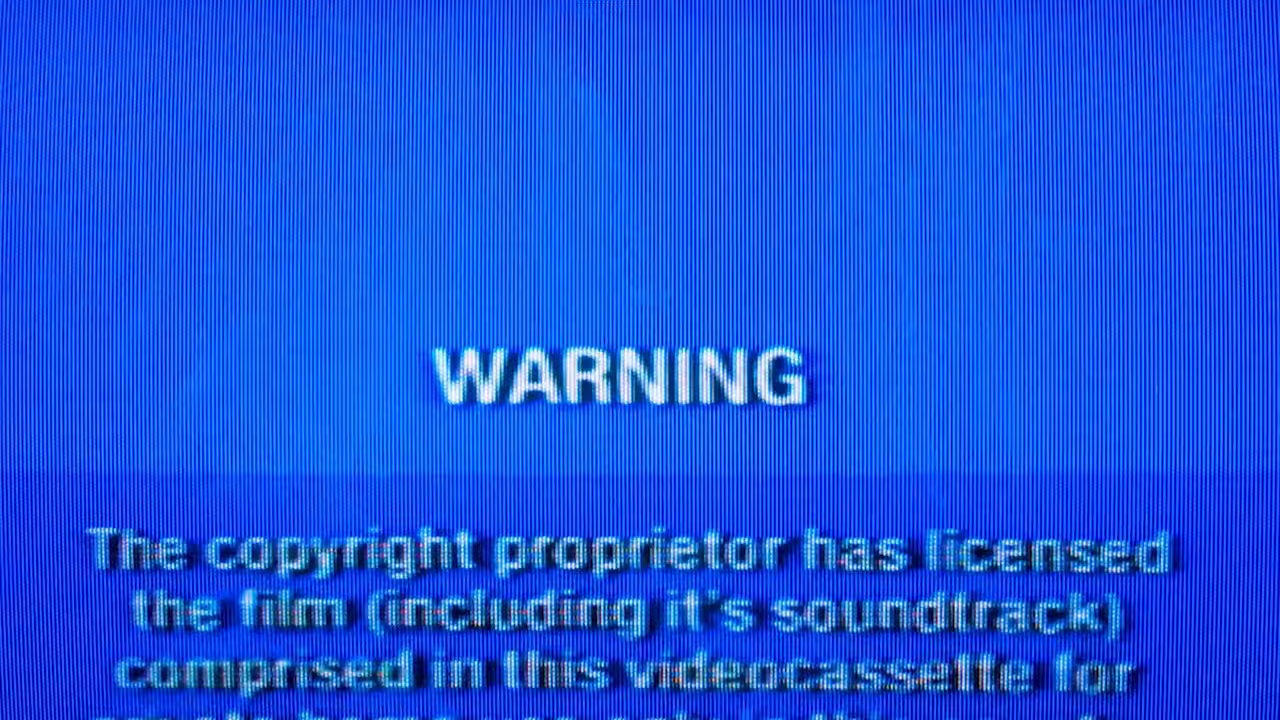 WARNING
The copyright proprietor has licensed
the film (including it's soundtrack)
comprised in this videocassette for